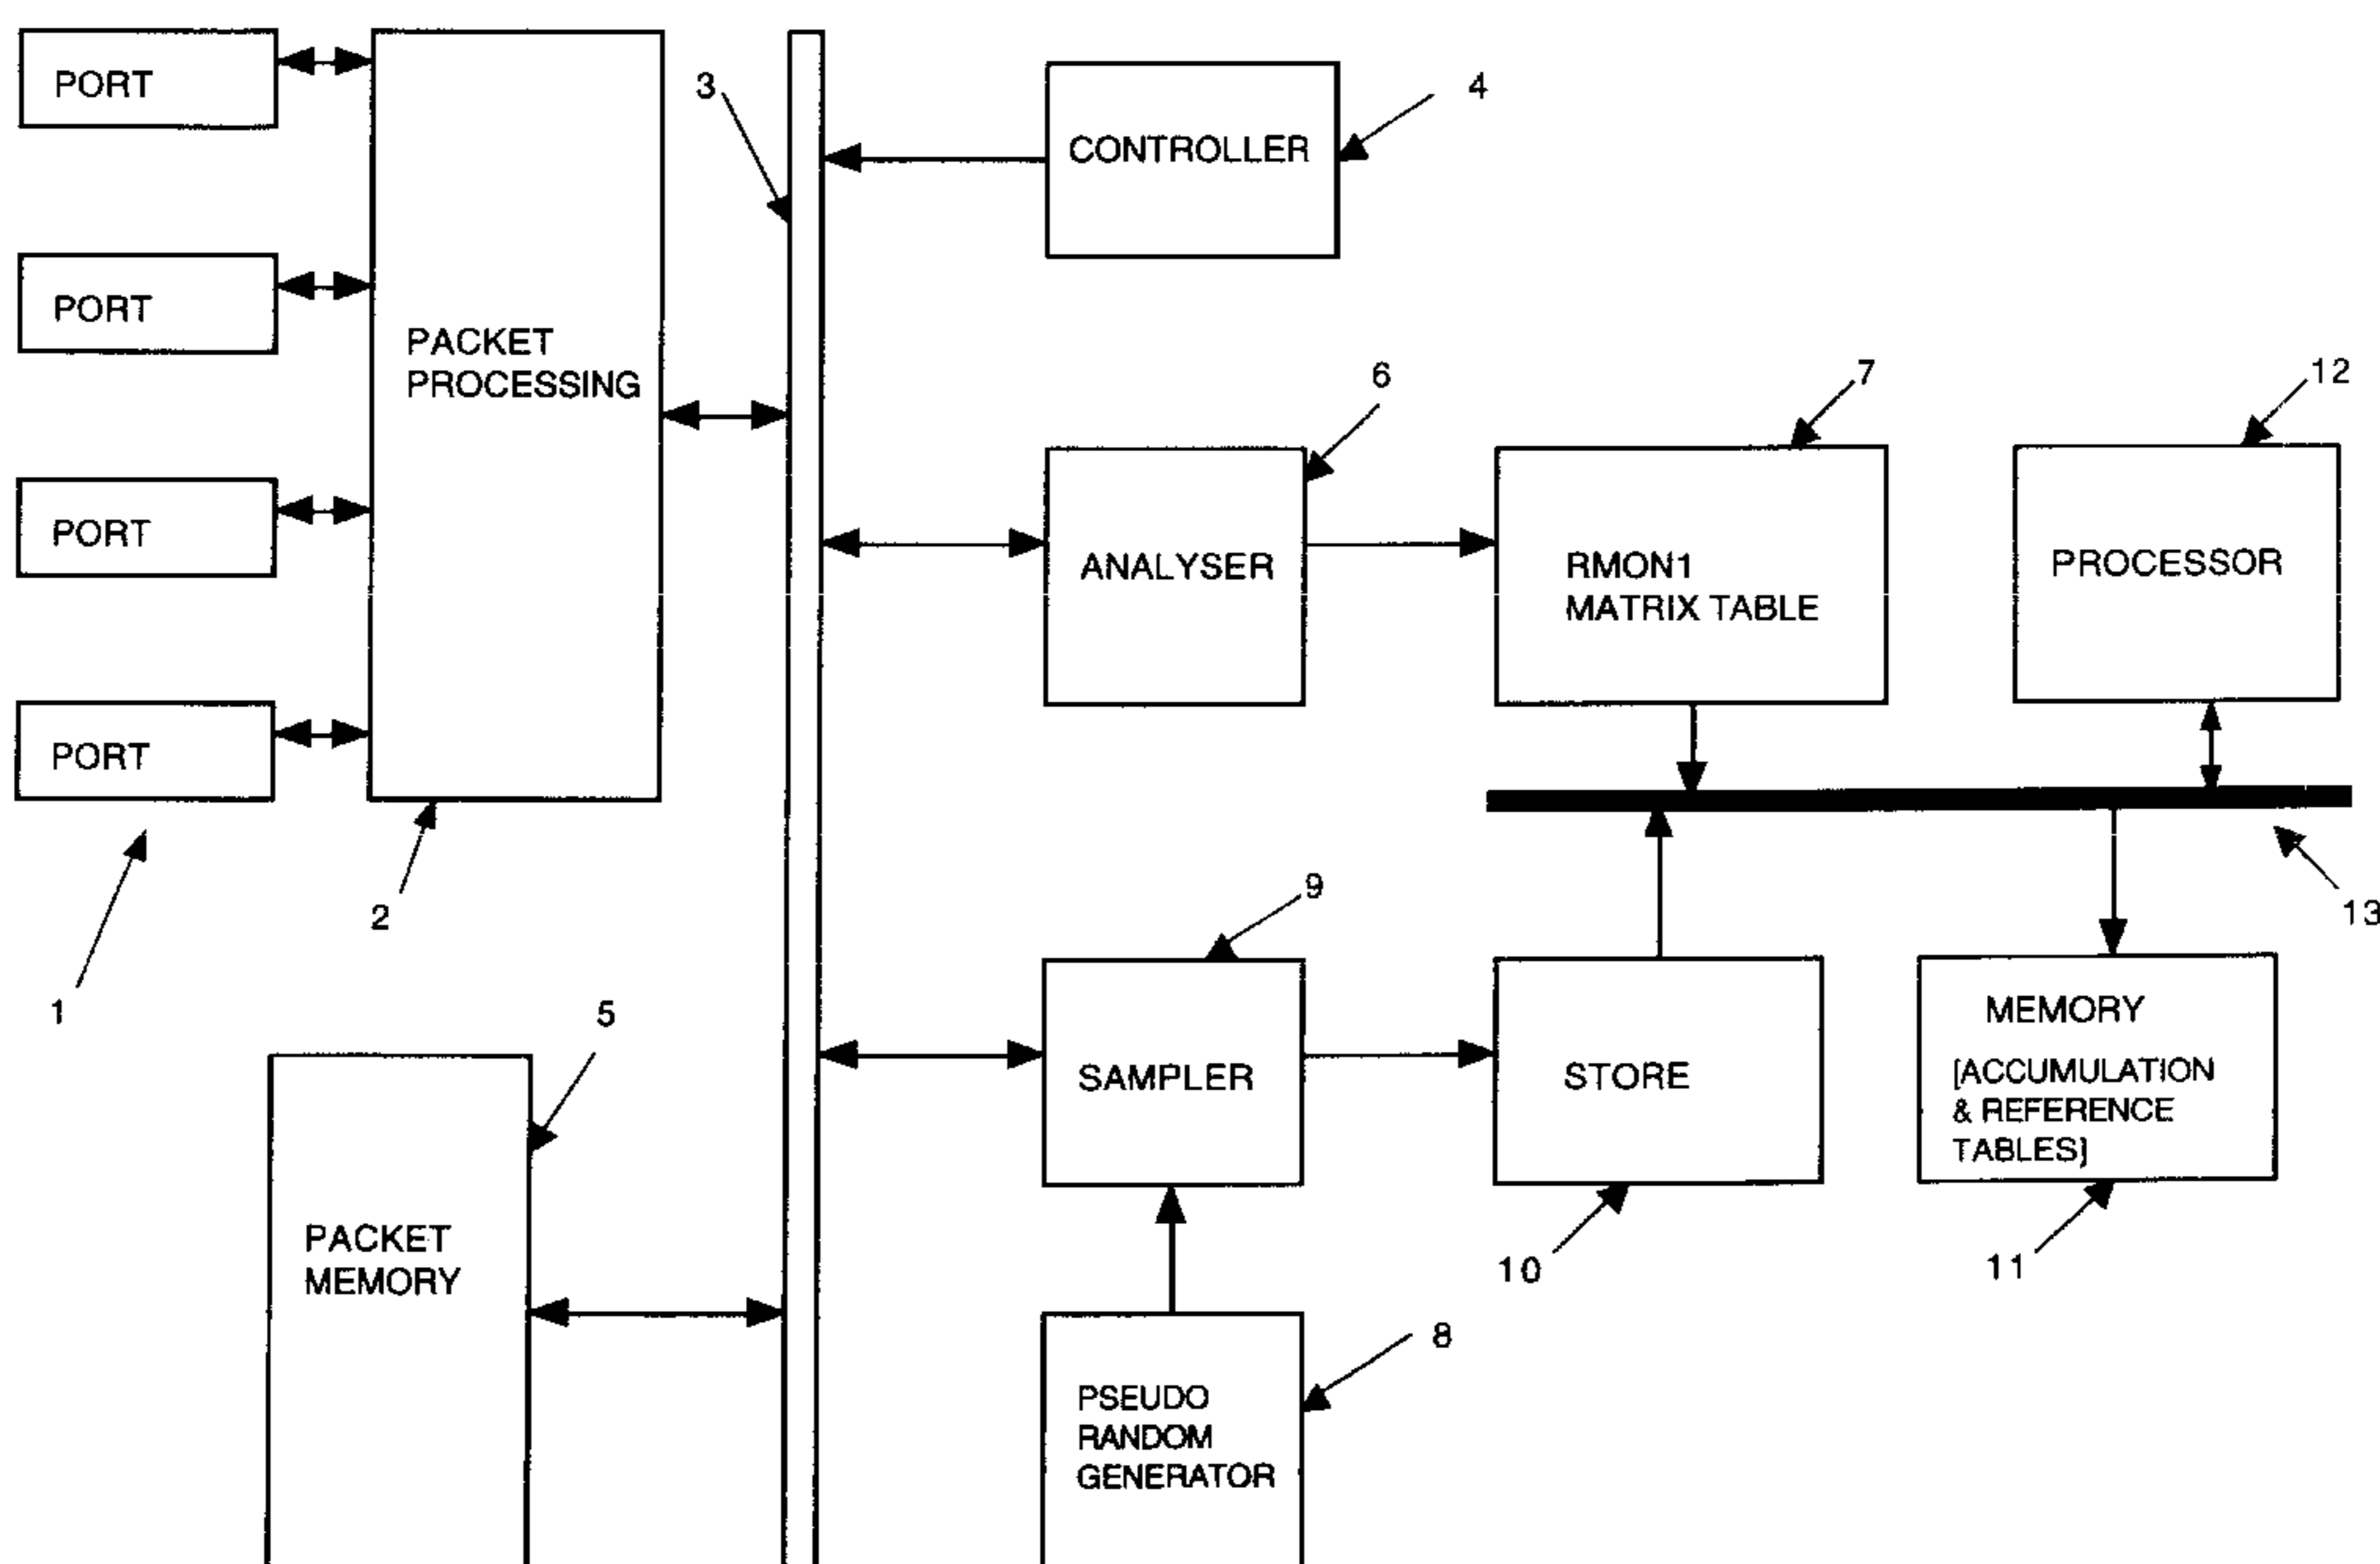 PORT
3
CONTROLLER
4
PORT
PACKET
PROCESSING
6
7
12
PORT
ANALYSER
RMON1
MATRIX TABLE
PROCESSOR
PORT
2
9
13
1
5
SAMPLER
STORE
MEMORY
[ACCUMULATION
& REFERENCE
TABLES]
PACKET
MEMORY
10
11
8
PSEUDO
RANDOM
GENERATOR